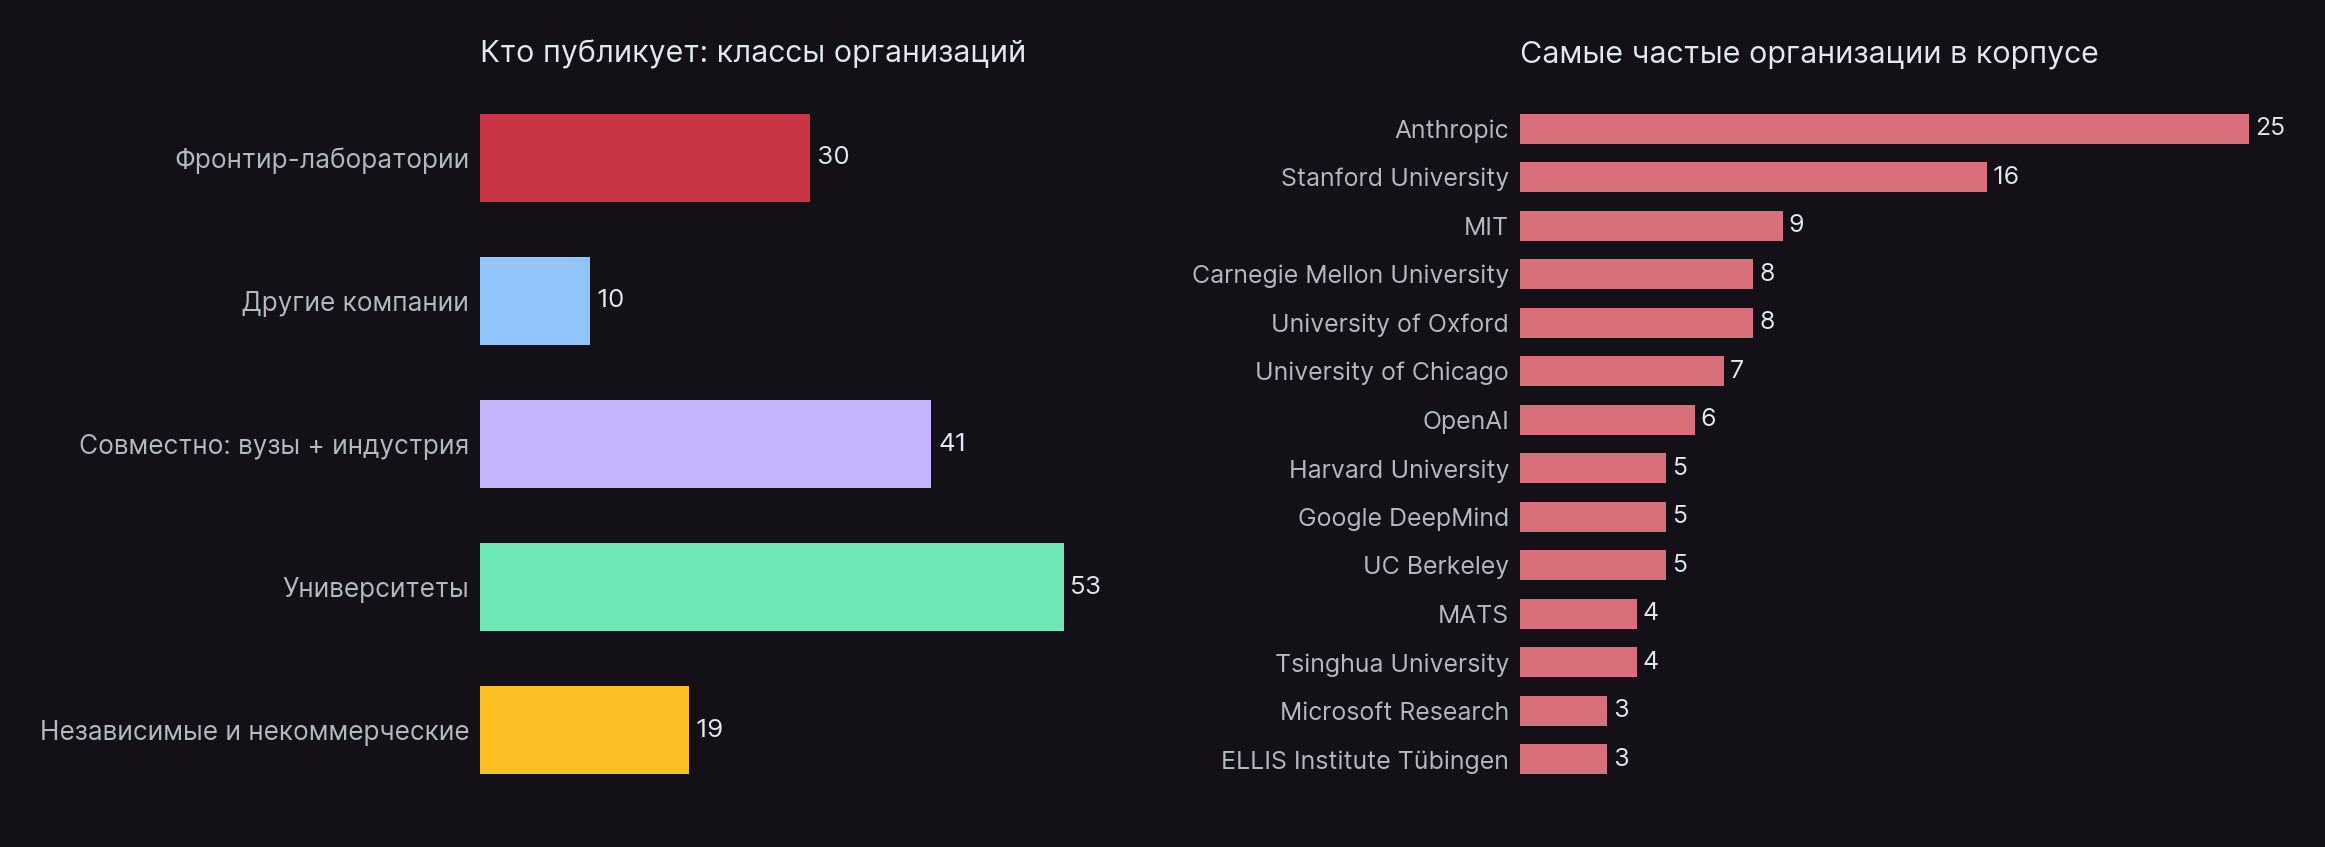 Кто публикует: классы организаций
Фронтир-лаборатории 30
Другие компании 10
Совместно: вузы + индустрия 41
Университеты 53
Независимые и некоммерческие 19
Самые частые организации в корпусе
Anthropic 25
Stanford University 16
MIT 9
Carnegie Mellon University 8
University of Oxford 8
University of Chicago 7
OpenAI 6
Harvard University 5
Google DeepMind 5
UC Berkeley 5
MATS 4
Tsinghua University 4
Microsoft Research 3
ELLIS Institute Tübingen 3